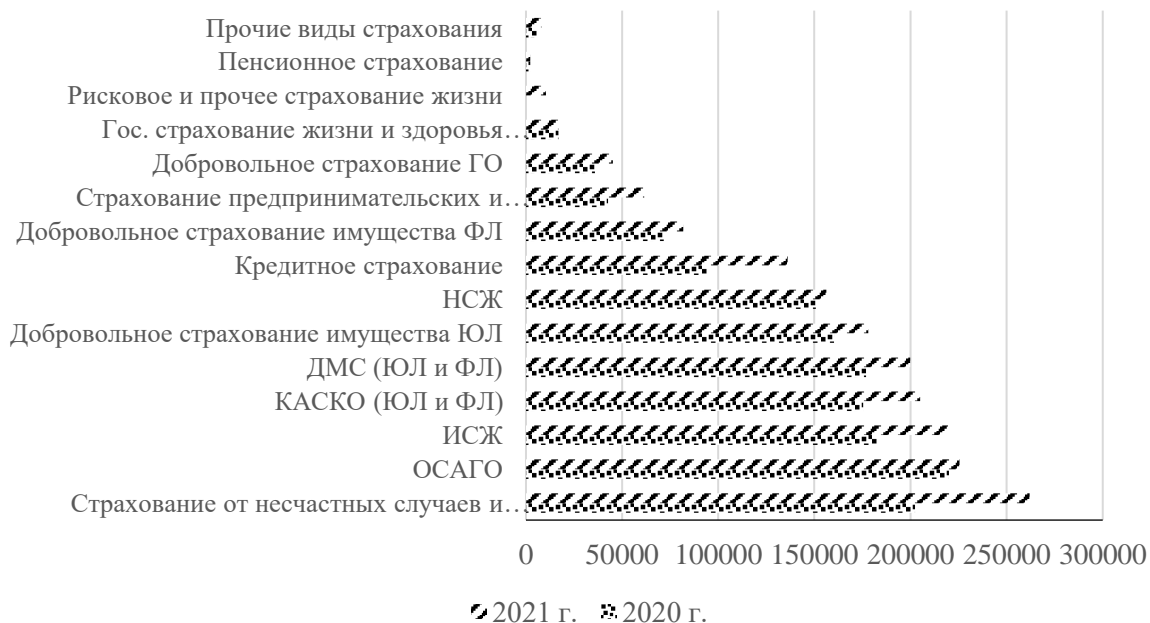 Прочие виды страхования
Пенсионное страхование
Рисковое и прочее страхование жизни
Гос. страхование жизни и здоровья…
Добровольное страхование ГО
Страхование предпринимательских и…
Добровольное страхование имущества ФЛ
Кредитное страхование
НСЖ
Добровольное страхование имущества ЮЛ
ДМС (ЮЛ и ФЛ)
КАСКО (ЮЛ и ФЛ)
ИСЖ
ОСАГО
Страхование от несчастных случаев и…
0 50000 100000 150000 200000 250000 300000
2021 г. 2020 г.